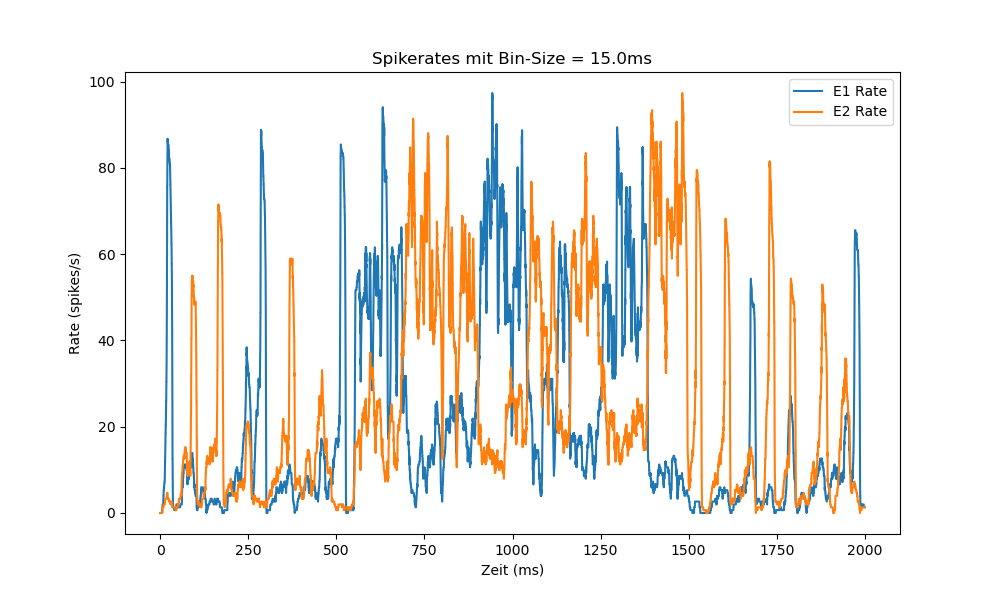 Spikerates mit Bin-Size = 15.0ms
E1 Rate
E2 Rate
100
80
60
40
20
0
Rate (spikes/s)
0 250 500 750 1000 1250 1500 1750 2000
Zeit (ms)